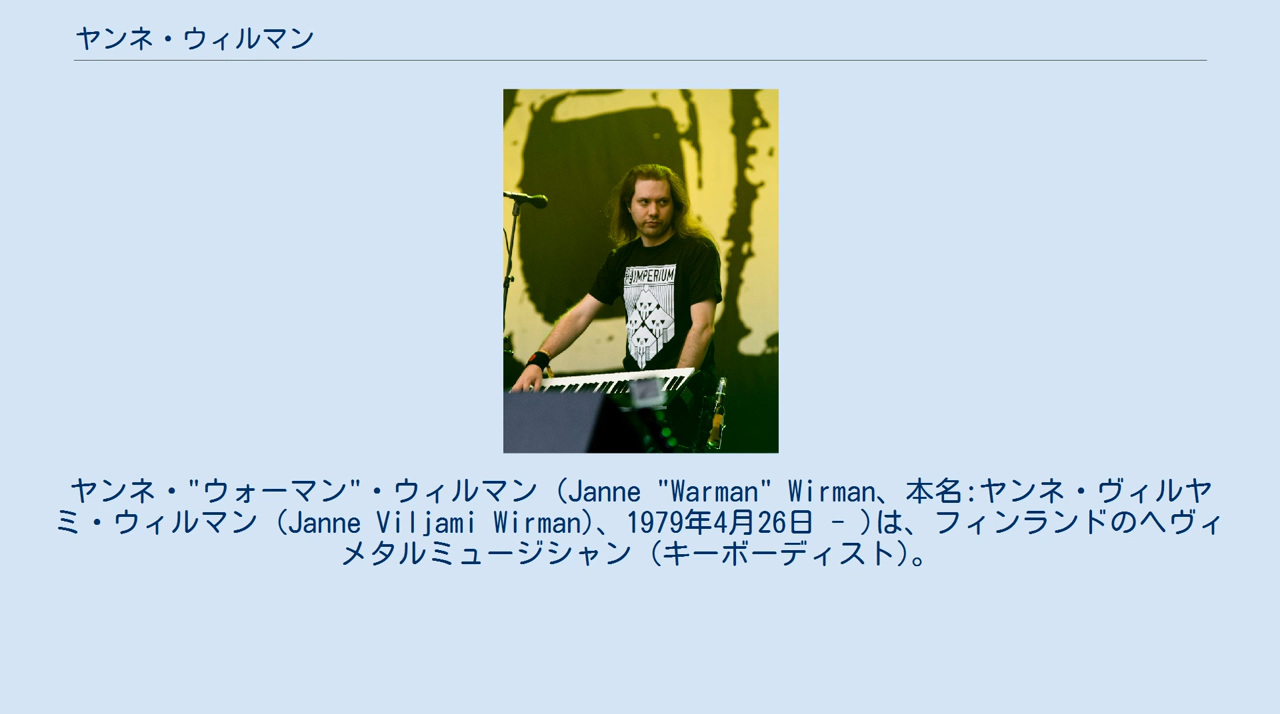 ヤンネ・ウィルマン
IMPERIUM
ヤンネ・"ウォーマン"・ウィルマン（Janne "Warman" Wirman、本名:ヤンネ・ヴィルヤ
ミ・ウィルマン（Janne Viljami Wirman)、1979年4月26日 - )は、フィンランドのヘヴィ
メタルミュージシャン（キーボーディスト)。